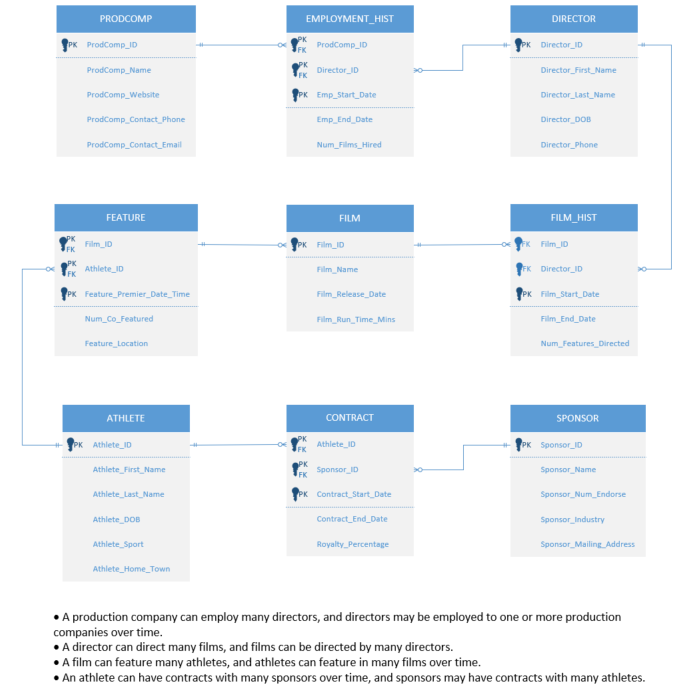 PRODCOMP
PK ProdComp_ID
ProdComp_Name
ProdComp_Website
ProdComp_Contact_Phone
ProdComp_Contact_Email
EMPLOYMENT_HIST
PK FK ProdComp_ID
PK FK Director_ID
PK Emp_Start_Date
Emp_End_Date
Num_Films_Hired
DIRECTOR
PK Director_ID
Director_First_Name
Director_Last_Name
Director_DOB
Director_Phone
FEATURE
PK FK Film_ID
PK FK Athlete_ID
PK Feature_Premier_Date_Time
Num_Co_Featured
Feature_Location
FILM
PK Film_ID
Film_Name
Film_Release_Date
Film_Run_Time_Mins
FILM_HIST
FK Film_ID
FK Director_ID
PK Film_Start_Date
Film_End_Date
Num_Features_Directed
ATHLETE
PK Athlete_ID
Athlete_First_Name
Athlete_Last_Name
Athlete_DOB
Athlete_Sport
Athlete_Home_Town
CONTRACT
PK FK Athlete_ID
PK FK Sponsor_ID
PK Contract_Start_Date
Contract_End_Date
Royalty_Percentage
SPONSOR
PK Sponsor_ID
Sponsor_Name
Sponsor_Num_Endorse
Sponsor_Industry
Sponsor_Mailing_Address
• A production company can employ many directors, and directors may be employed to one or more production
companies over time.
• A director can direct many films, and films can be directed by many directors.
• A film can feature many athletes, and athletes can feature in many films over time.
• An athlete can have contracts with many sponsors over time, and sponsors may have contracts with many athletes.